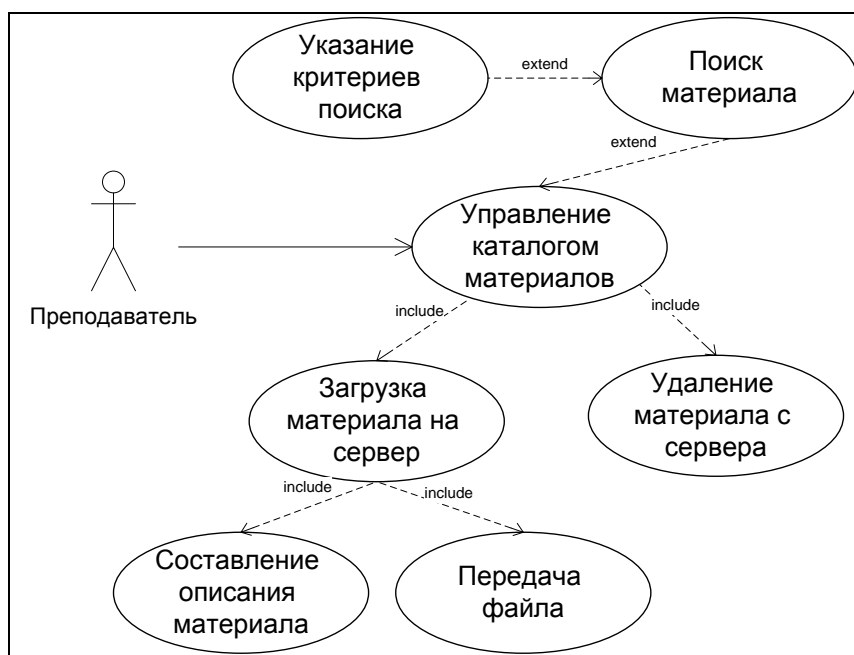 Указание
критериев
поиска
extend
Поиск
материала
extend
Управление
каталогом
материалов
Преподаватель
include
include
Загрузка
материала на
сервер
Удаление
материала с
сервера
include
include
Составление
описания
материала
Передача
файла